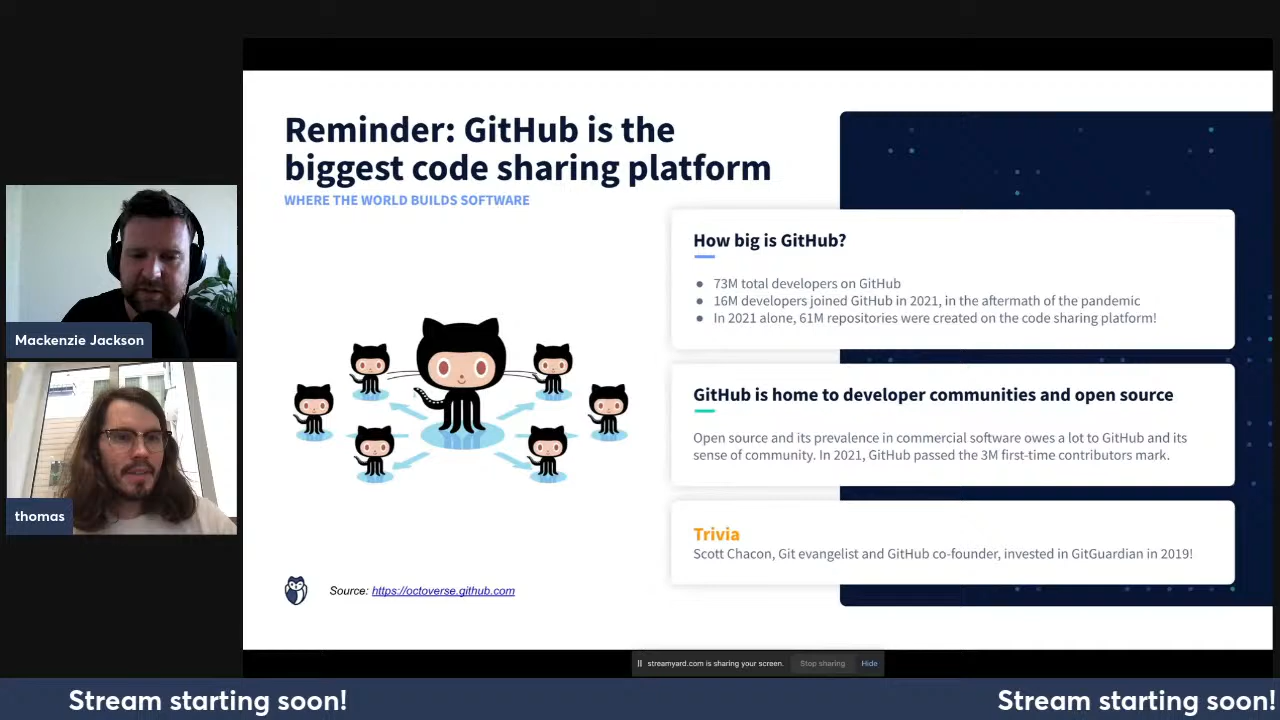 Reminder: GitHub is the
biggest code sharing platform
WHERE THE WORLD BUILDS SOFTWARE
How big is GitHub?
● 73M total developers on GitHub
● 16M developers joined GitHub in 2021, in the aftermath of the pandemic
● In 2021 alone, 61M repositories were created on the code sharing platform!
GitHub is home to developer communities and open source
Open source and its prevalence in commercial software owes a lot to GitHub and its
sense of community. In 2021, GitHub passed the 3M first-time contributors mark.
Trivia
Scott Chacon, Git evangelist and GitHub co-founder, invested in GitGuardian in 2019!
Source: https://octoverse.github.com
Mackenzie Jackson
thomas
streamyard.com is sharing your screen. Stop sharing Hide
Stream starting soon! Stream starting soon!